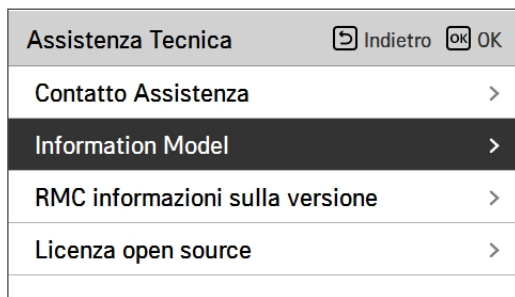 Assistenza Tecnica Indietro OK OK
Contatto Assistenza >
Information Model >
RMC informazioni sulla versione >
Licenza open source >